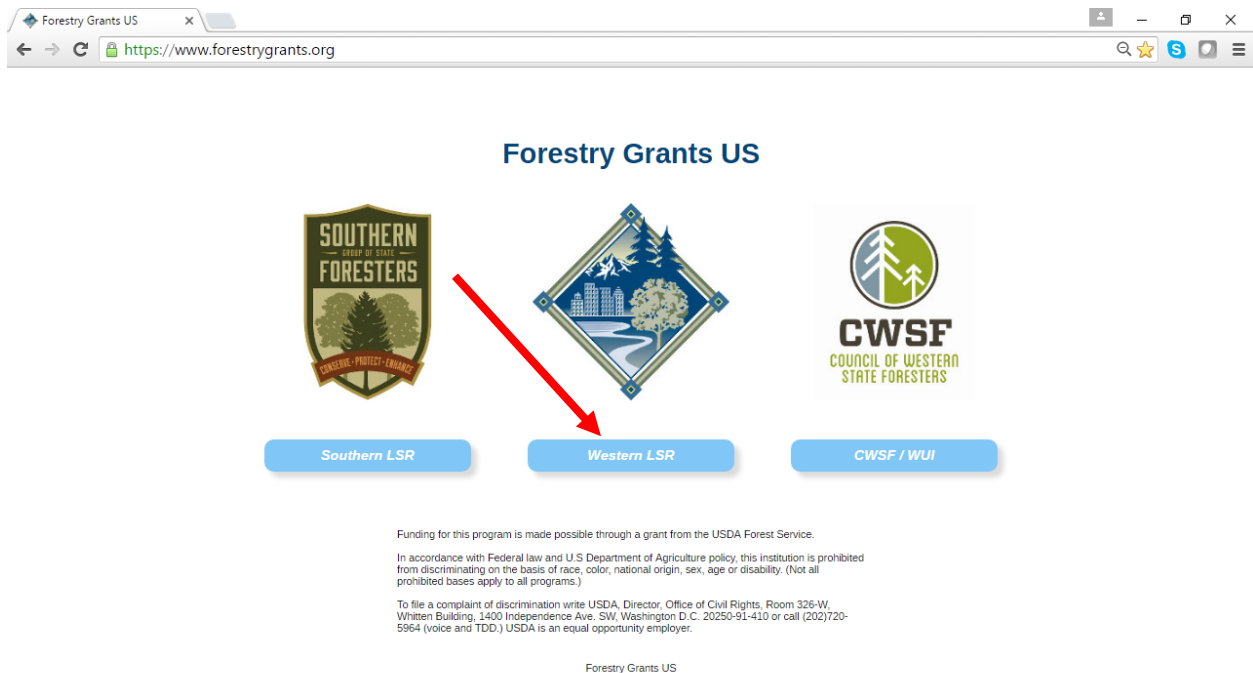 Forestry Grants US
https://www.forestrygrants.org
Forestry Grants US
SOUTHERN
GROUP OF STATE
FORESTERS
CONSERVE - PROTECT - ENHANCE
CWSF
COUNCIL OF WESTERN
STATE FORESTERS
Southern LSR
Western LSR
CWSF / WUI
Funding for this program is made possible through a grant from the USDA Forest Service.
In accordance with Federal law and U.S Department of Agriculture policy, this institution is prohibited
from discriminating on the basis of race, color, national origin, sex, age or disability. (Not all
prohibited bases apply to all programs.)
To file a complaint of discrimination write USDA, Director, Office of Civil Rights, Room 326-W,
Whitten Building, 1400 Independence Ave. SW, Washington D.C. 20250-91-410 or call (202)720-
5964 (voice and TDD.) USDA is an equal opportunity employer.
Forestry Grants US